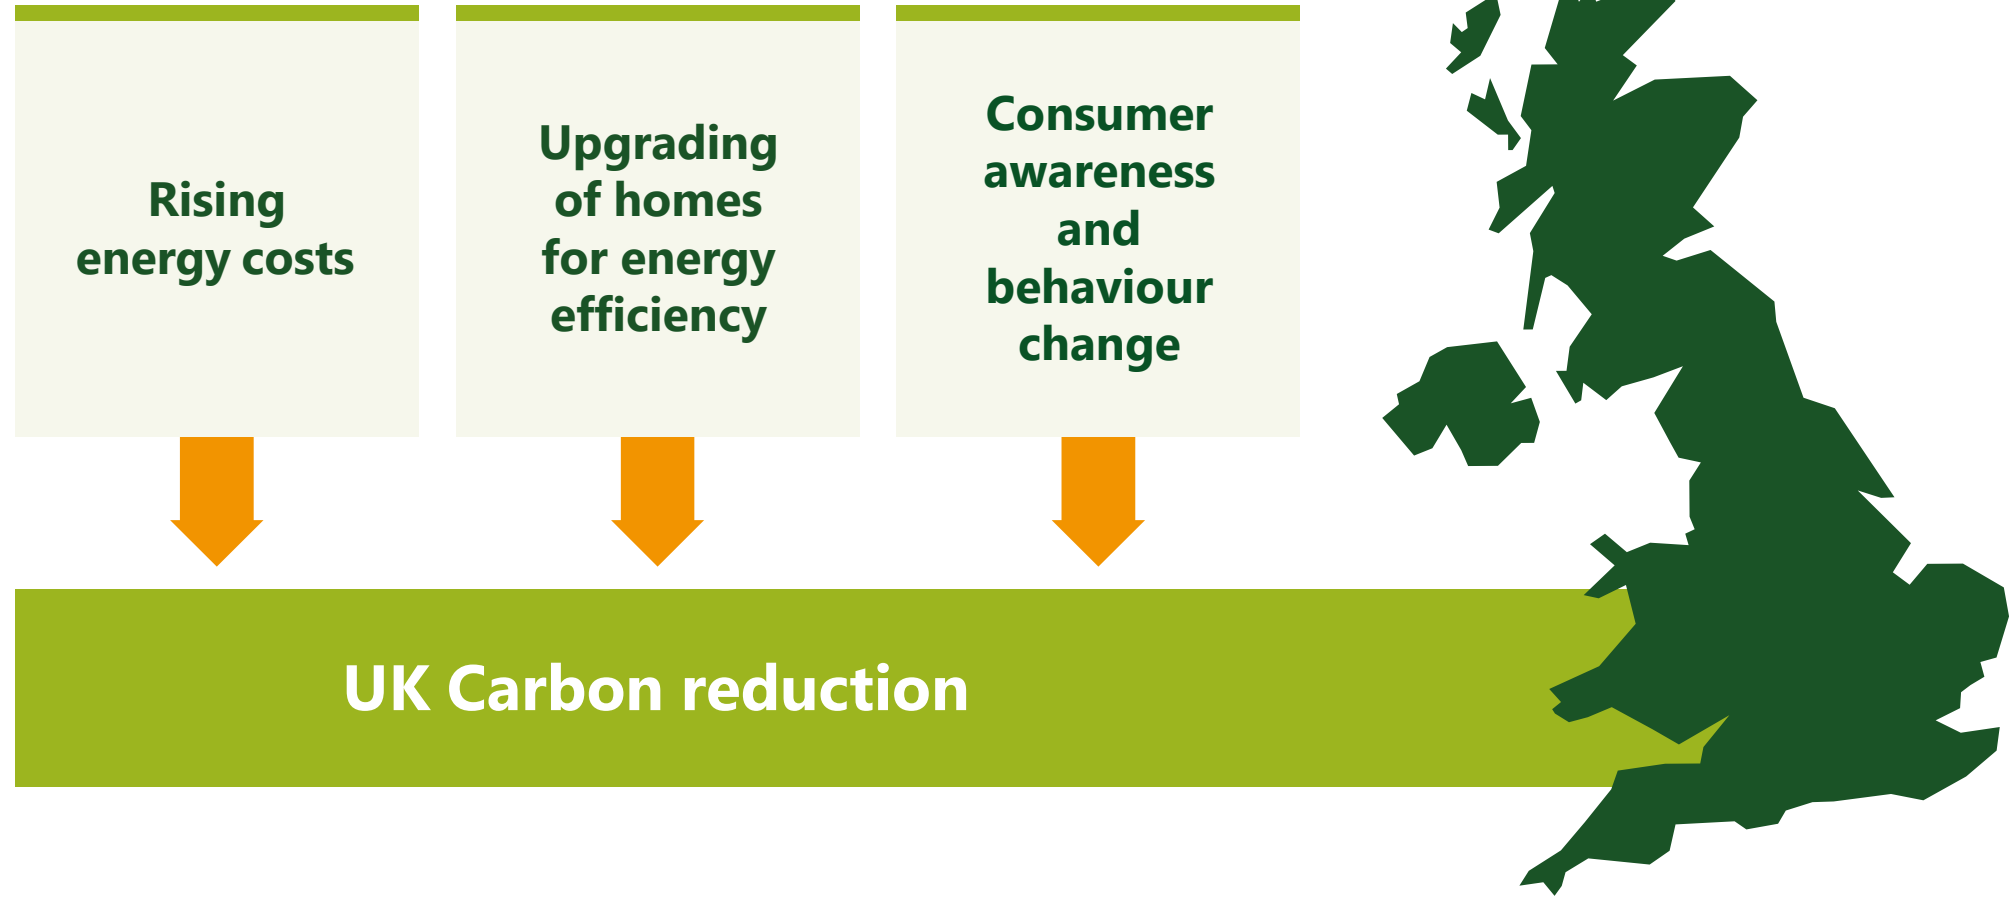 Rising
energy costs
Upgrading
of homes
for energy
efficiency
Consumer
awareness
and
behaviour
change
UK Carbon reduction